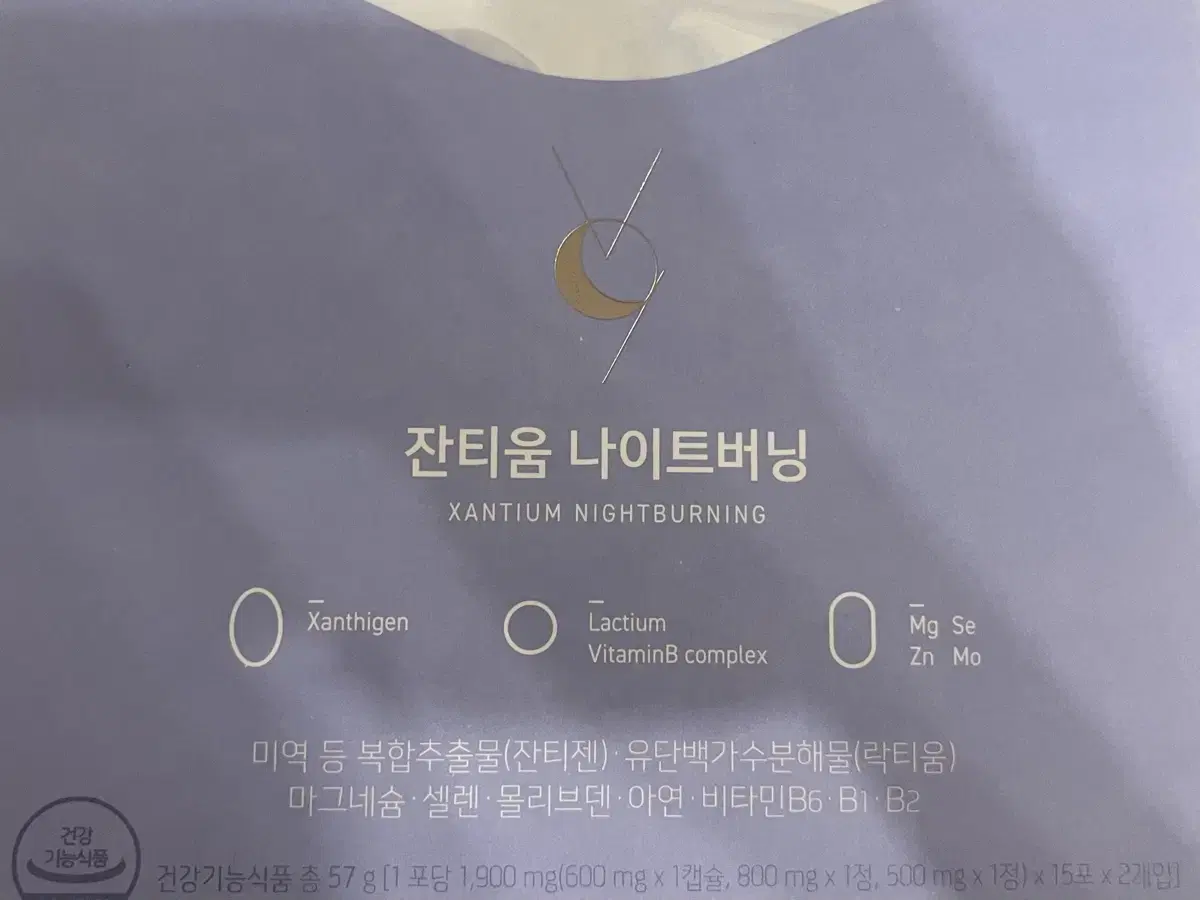 잔티움 나이트버닝
XANTIUM NIGHTBURNING
Xanthigen
Lactium
VitaminB complex
Mg Se
Zn Mo
미역 등 복합추출물(잔티젠)·유단백가수분해물(락티움)
마그네슘·셀렌·몰리브덴·아연·비타민B6·B1·B2
건강
기능식품
건강기능식품 총 57 g [1 포당 1,900 mg(600 mg x 1캡슐, 800 mg x 1정, 500 mg x 1정) x 15포 x 2개입]